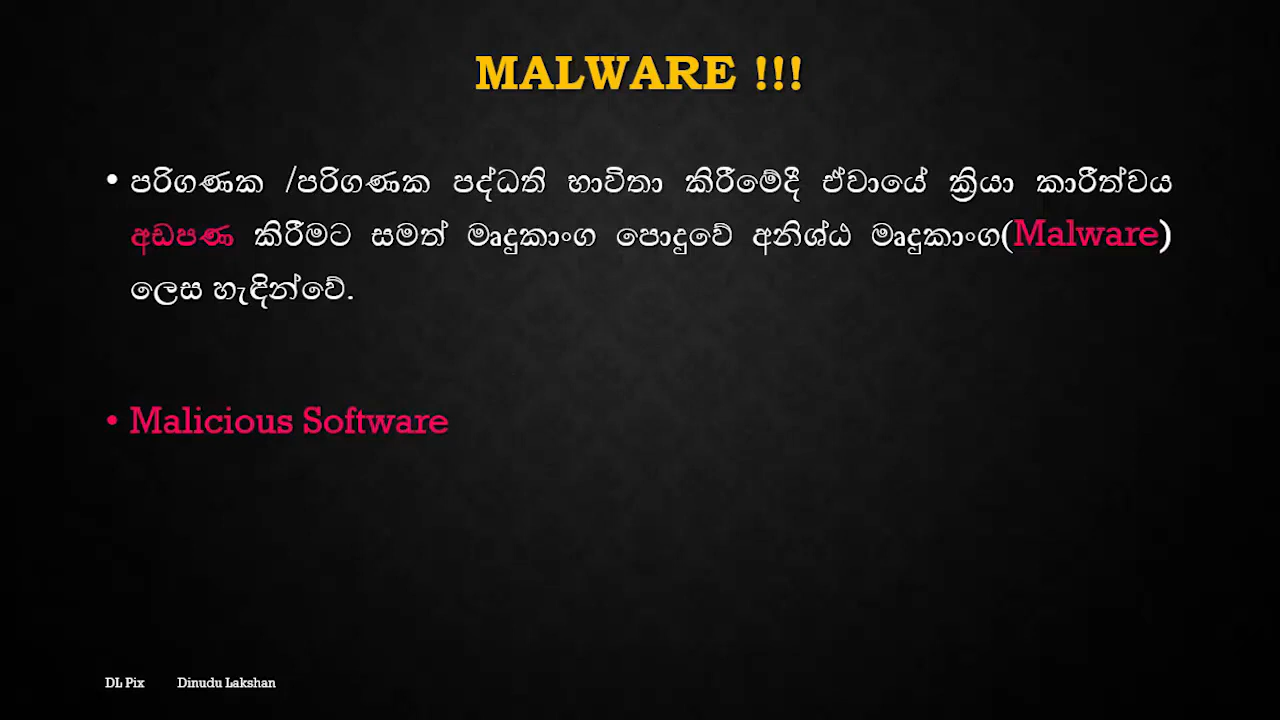 MALWARE !!!
• පරිගණක /පරිගණක පද්ධති භාවිතා කිරීමේදී ඒවායේ ක්‍රියා කාරීත්වය
අඩපණ කිරීමට සමත් මෘදුකාංග පොදුවේ අනිශ්ඨ මෘදුකාංග(Malware)
ලෙස හැඳින්වේ.
• Malicious Software
DL Pix Dinudu Lakshan